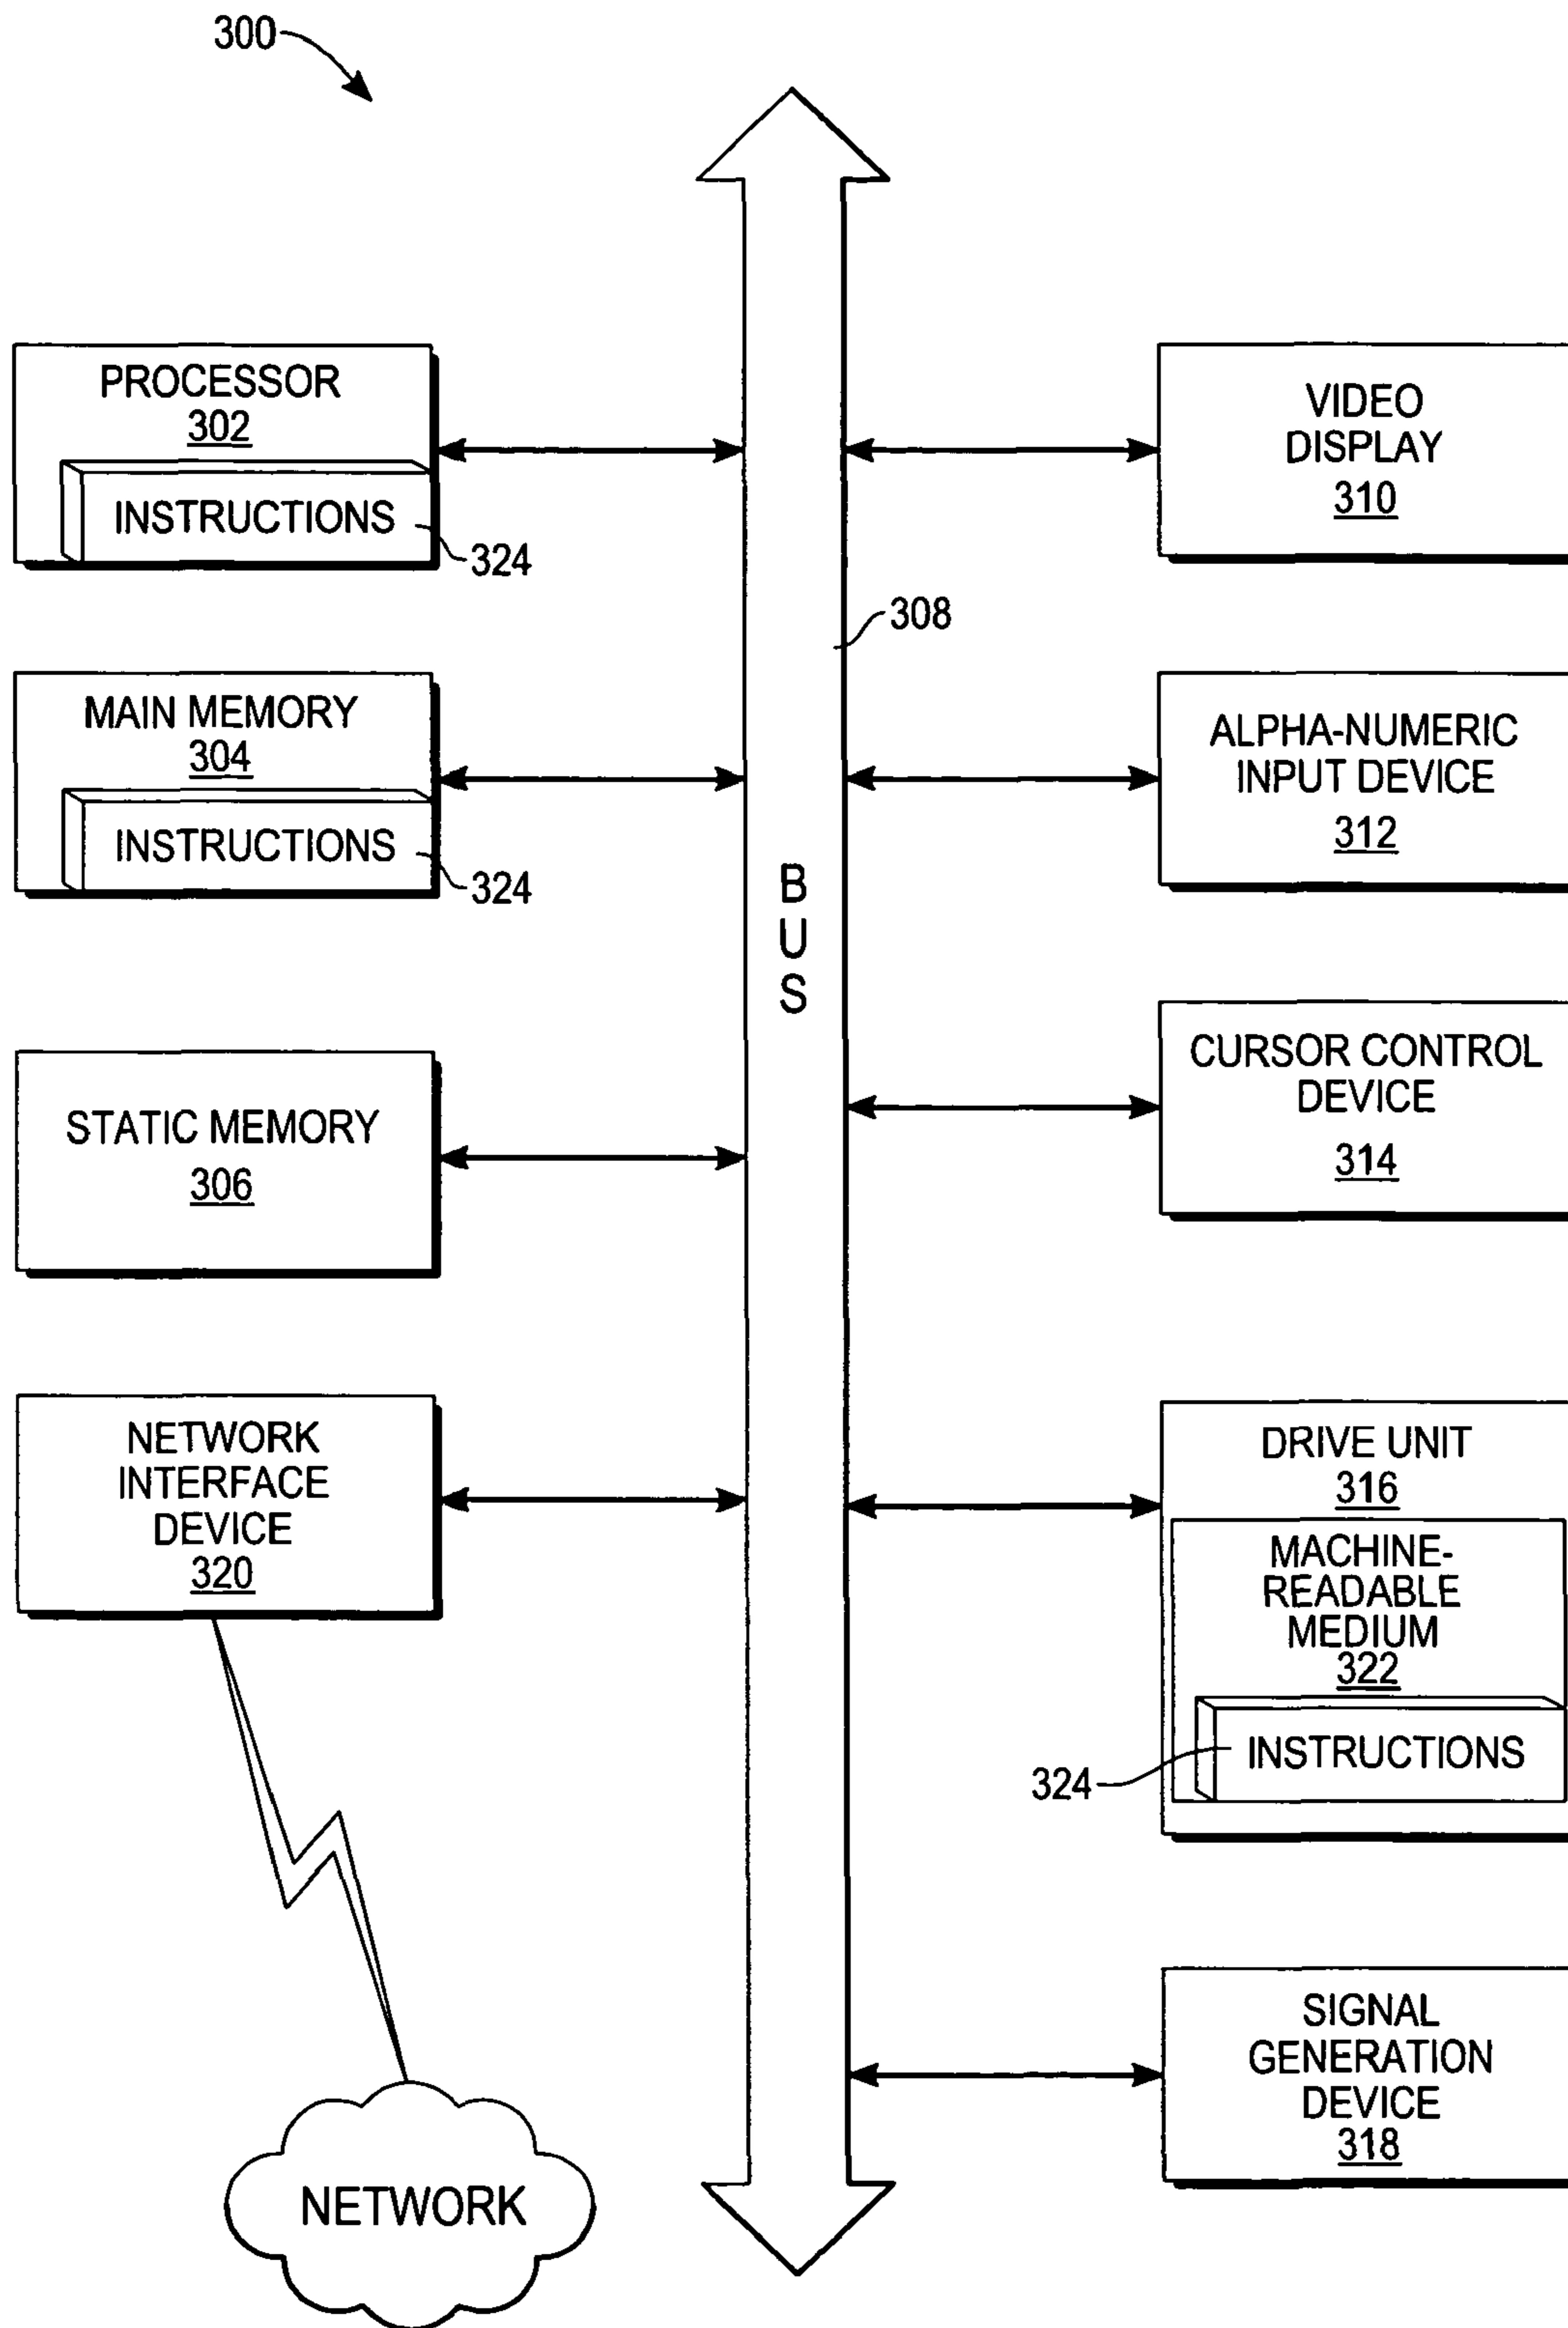 300
PROCESSOR
302
INSTRUCTIONS
324
MAIN MEMORY
304
INSTRUCTIONS
324
STATIC MEMORY
306
NETWORK
INTERFACE
DEVICE
320
NETWORK
308
B
U
S
VIDEO
DISPLAY
310
ALPHA-NUMERIC
INPUT DEVICE
312
CURSOR CONTROL
DEVICE
314
DRIVE UNIT
316
MACHINE-
READABLE
MEDIUM
322
INSTRUCTIONS
324
SIGNAL
GENERATION
DEVICE
318